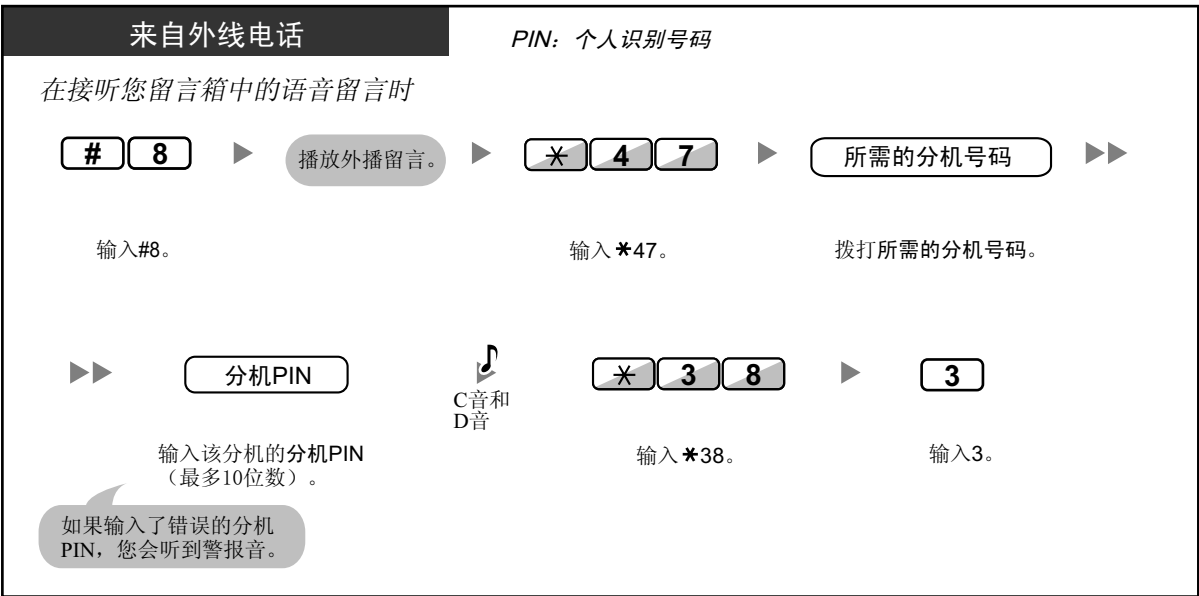 来自外线电话
PIN：个人识别号码
在接听您留言箱中的语音留言时
# 8
播放外播留言。
* 4 7
所需的分机号码
输入#8。
输入*47。
拨打所需的分机号码。
分机PIN
C音和
D音
* 3 8
3
输入该分机的分机PIN
（最多10位数）。
输入*38。
输入3。
如果输入了错误的分机
PIN，您会听到警报音。